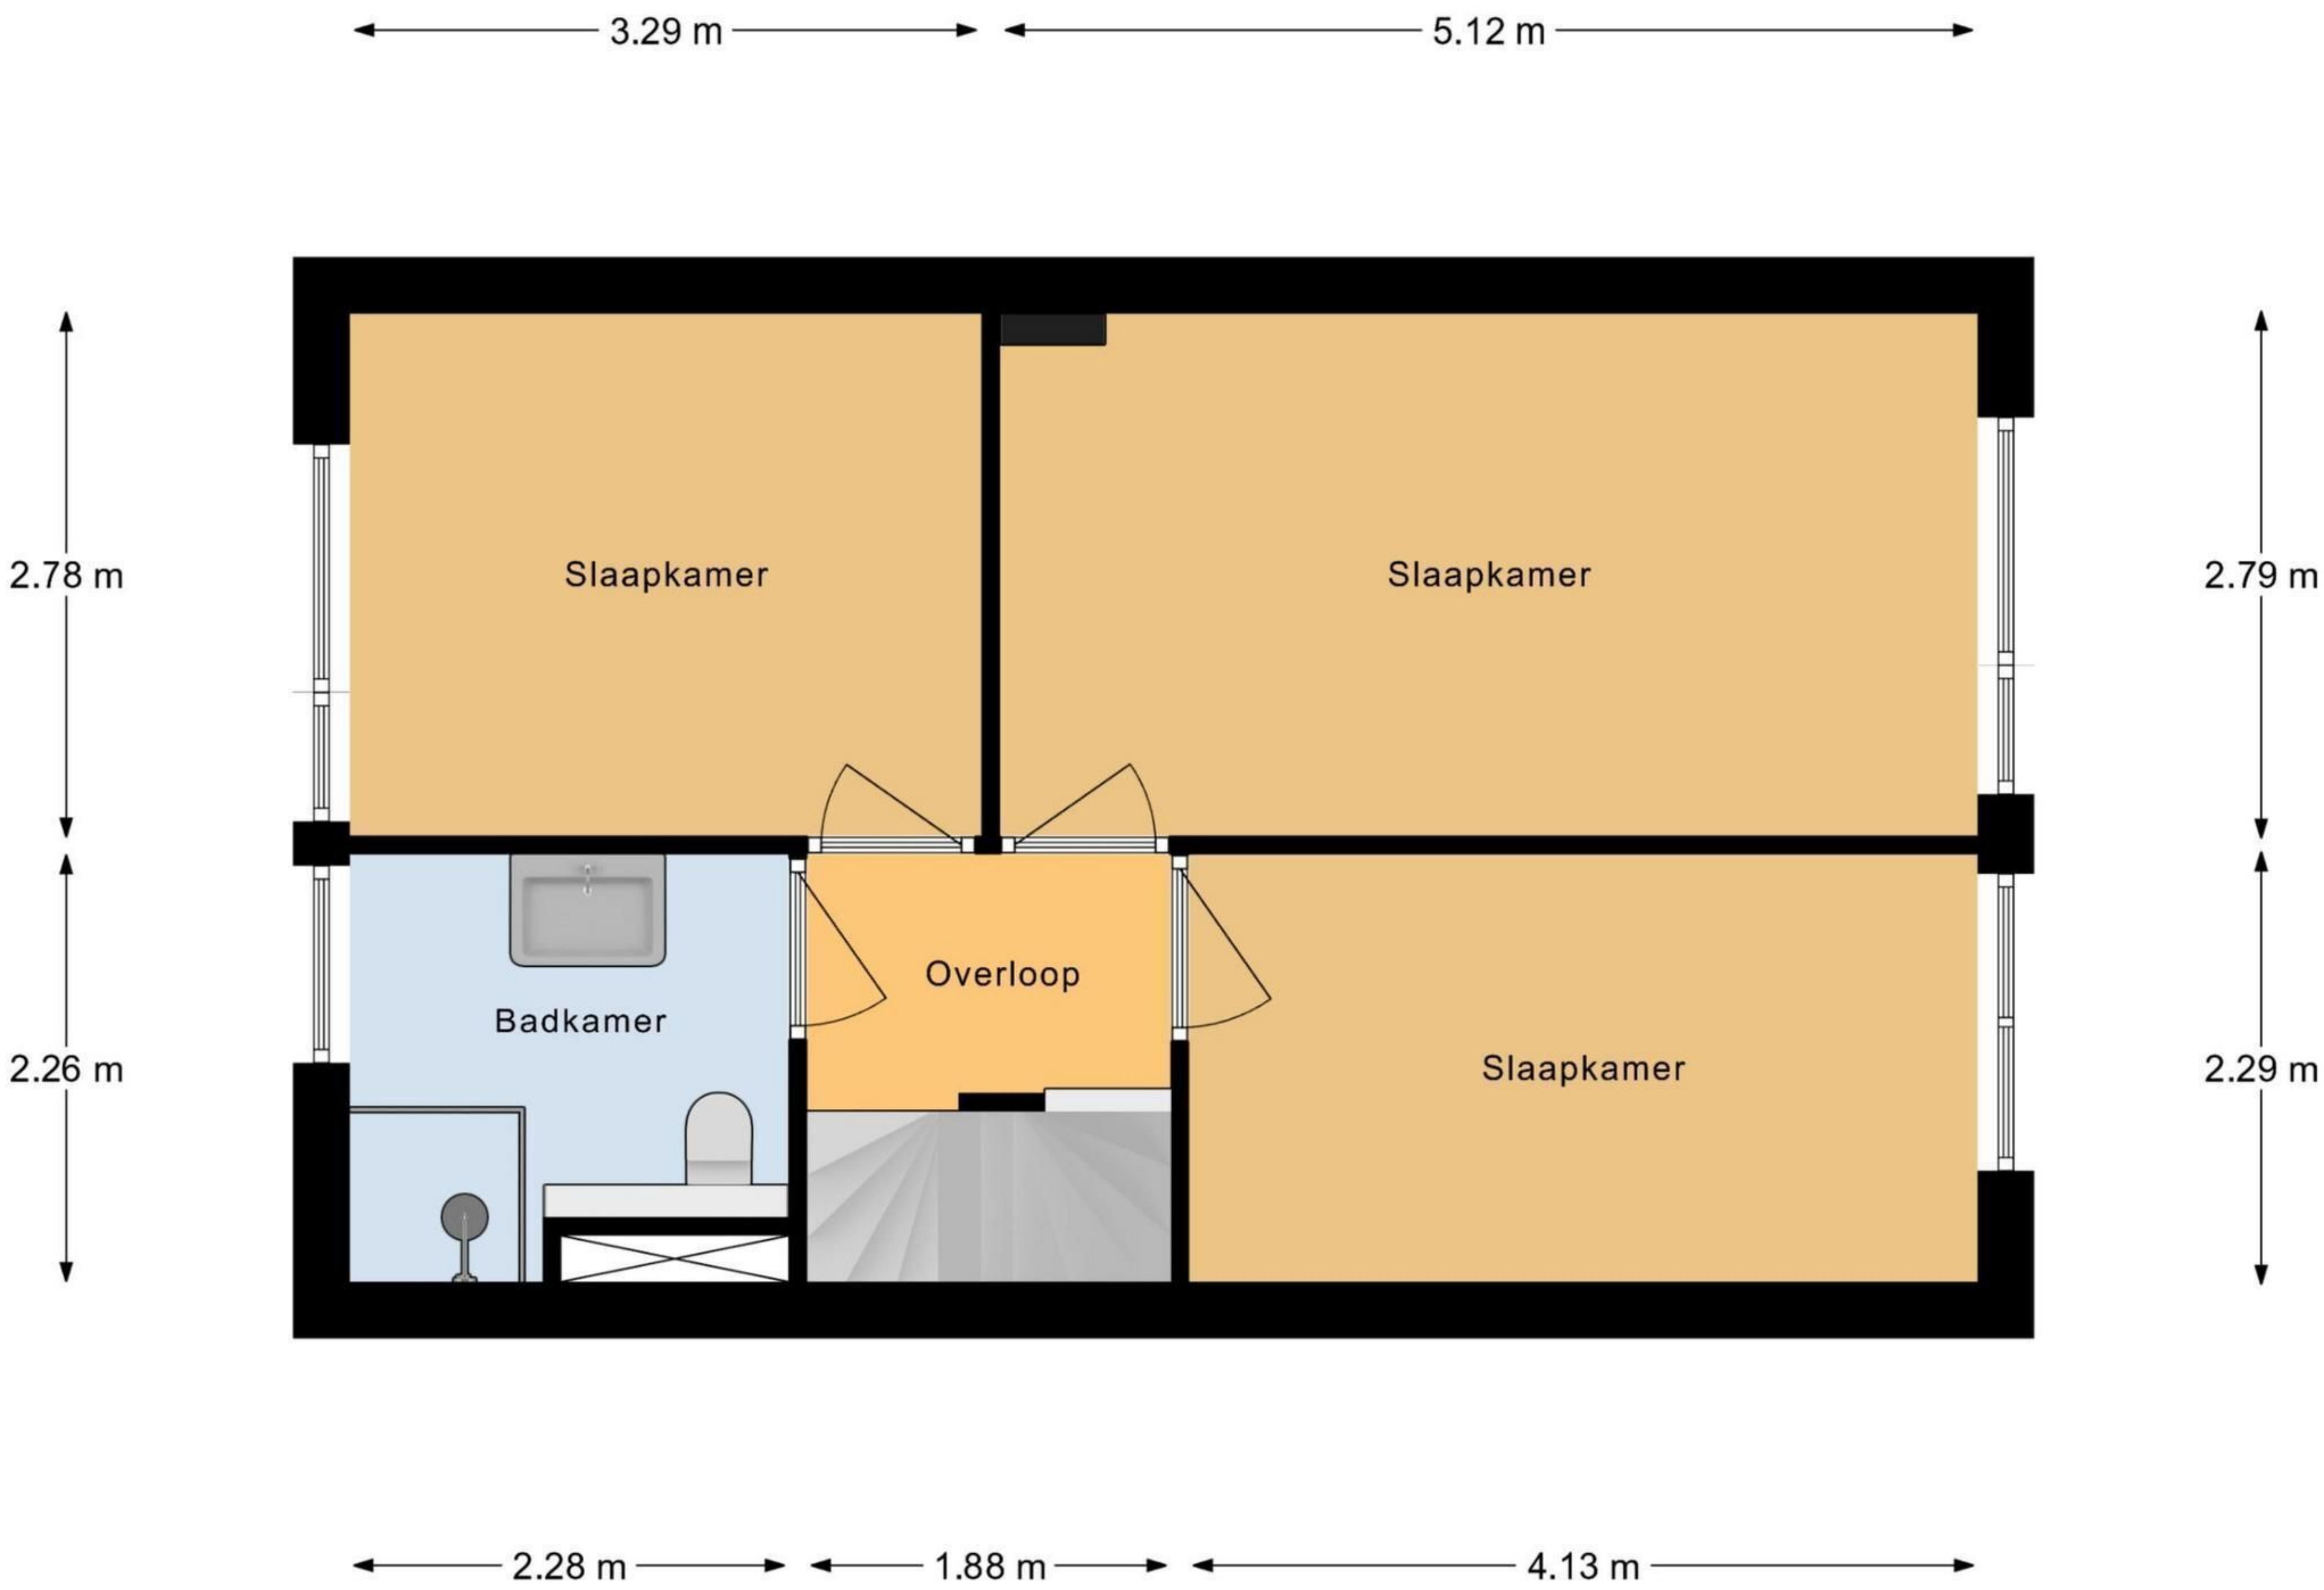 3.29 m
5.12 m
Slaapkamer
Slaapkamer
2.78 m
2.79 m
Overloop
Badkamer
Slaapkamer
2.26 m
2.29 m
2.28 m
1.88 m
4.13 m